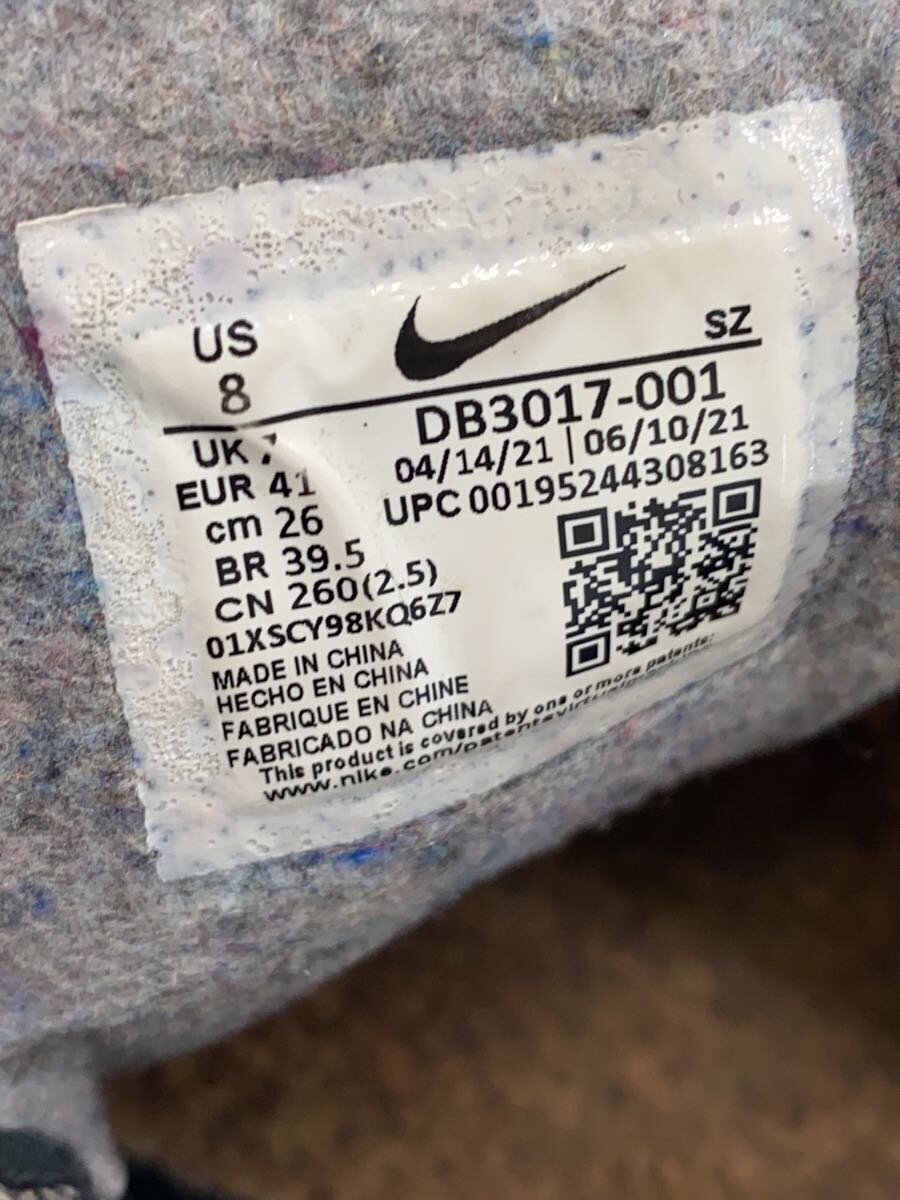 US
8
SZ
DB3017-001
04/14/21 | 06/10/21
UPC 00195244308163
UK 7
EUR 41
cm 26
BR 39.5
CN 260(2.5)
01XSCY98KQ6Z7
MADE IN CHINA
HECHO EN CHINA
FABRIQUE EN CHINE
FABRICADO NA CHINA
This product is covered by one or more patents:
www.nike.com/patents